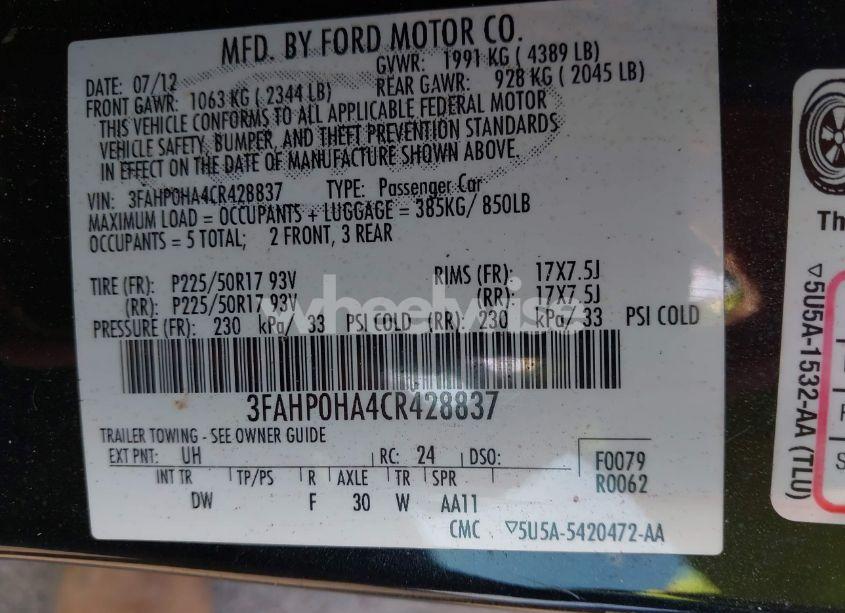 MFD. BY FORD MOTOR CO.
DATE: 07/12 GVWR: 1991 KG ( 4389 LB)
FRONT GAWR: 1063 KG ( 2344 LB) REAR GAWR: 928 KG ( 2045 LB)
THIS VEHICLE CONFORMS TO ALL APPLICABLE FEDERAL MOTOR
VEHICLE SAFETY, BUMPER, AND THEFT PREVENTION STANDARDS
IN EFFECT ON THE DATE OF MANUFACTURE SHOWN ABOVE.
VIN: 3FAHP0HA4CR428837 TYPE: Passenger Car
MAXIMUM LOAD = OCCUPANTS + LUGGAGE = 385KG/ 850LB
OCCUPANTS = 5 TOTAL; 2 FRONT, 3 REAR
TIRE (FR): P225/50R17 93V RIMS (FR): 17X7.5J
(RR): P225/50R17 93V (RR): 17X7.5J
wheelwise
PRESSURE (FR): 230 kPa/ 33 PSI COLD (RR): 230 kPa/ 33 PSI COLD
3FAHP0HA4CR428837
TRAILER TOWING - SEE OWNER GUIDE
EXT PNT: UH RC: 24 DSO: F0079
INT TR TP/PS R AXLE TR SPR R0062
DW F 30 W AA11
CMC ▽5U5A-5420472-AA
Th
▽5U5A-1532-AA (TLU)